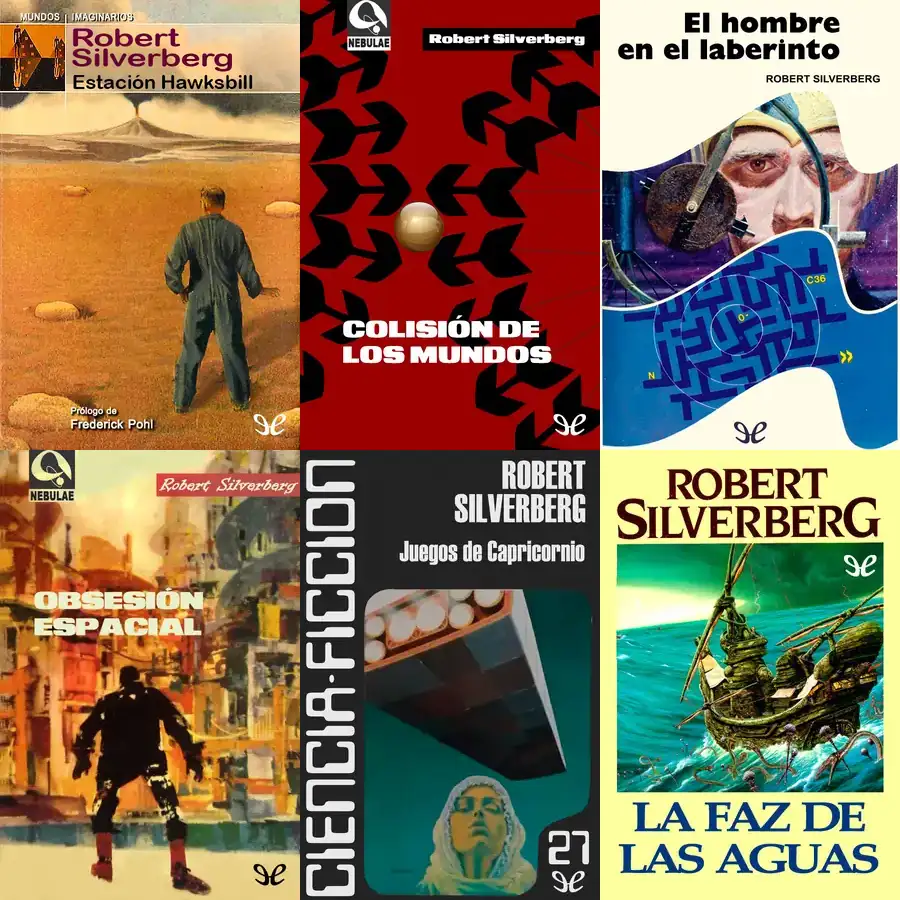 MUNDOS IMAGINARIOS
Robert
Silverberg
Estación Hawksbill
Prólogo de
Frederick Pohl
NEBULAE
Robert Silverberg
COLISIÓN DE
LOS MUNDOS
El hombre
en el laberinto
ROBERT SILVERBERG
C36
0-
N
NEBULAE
Robert Silverberg
OBSESIÓN
ESPACIAL
CIENCIA-FICCION
ROBERT
SILVERBERG
Juegos de Capricornio
27
ROBERT
SILVERBERG
LA FAZ DE
LAS AGUAS